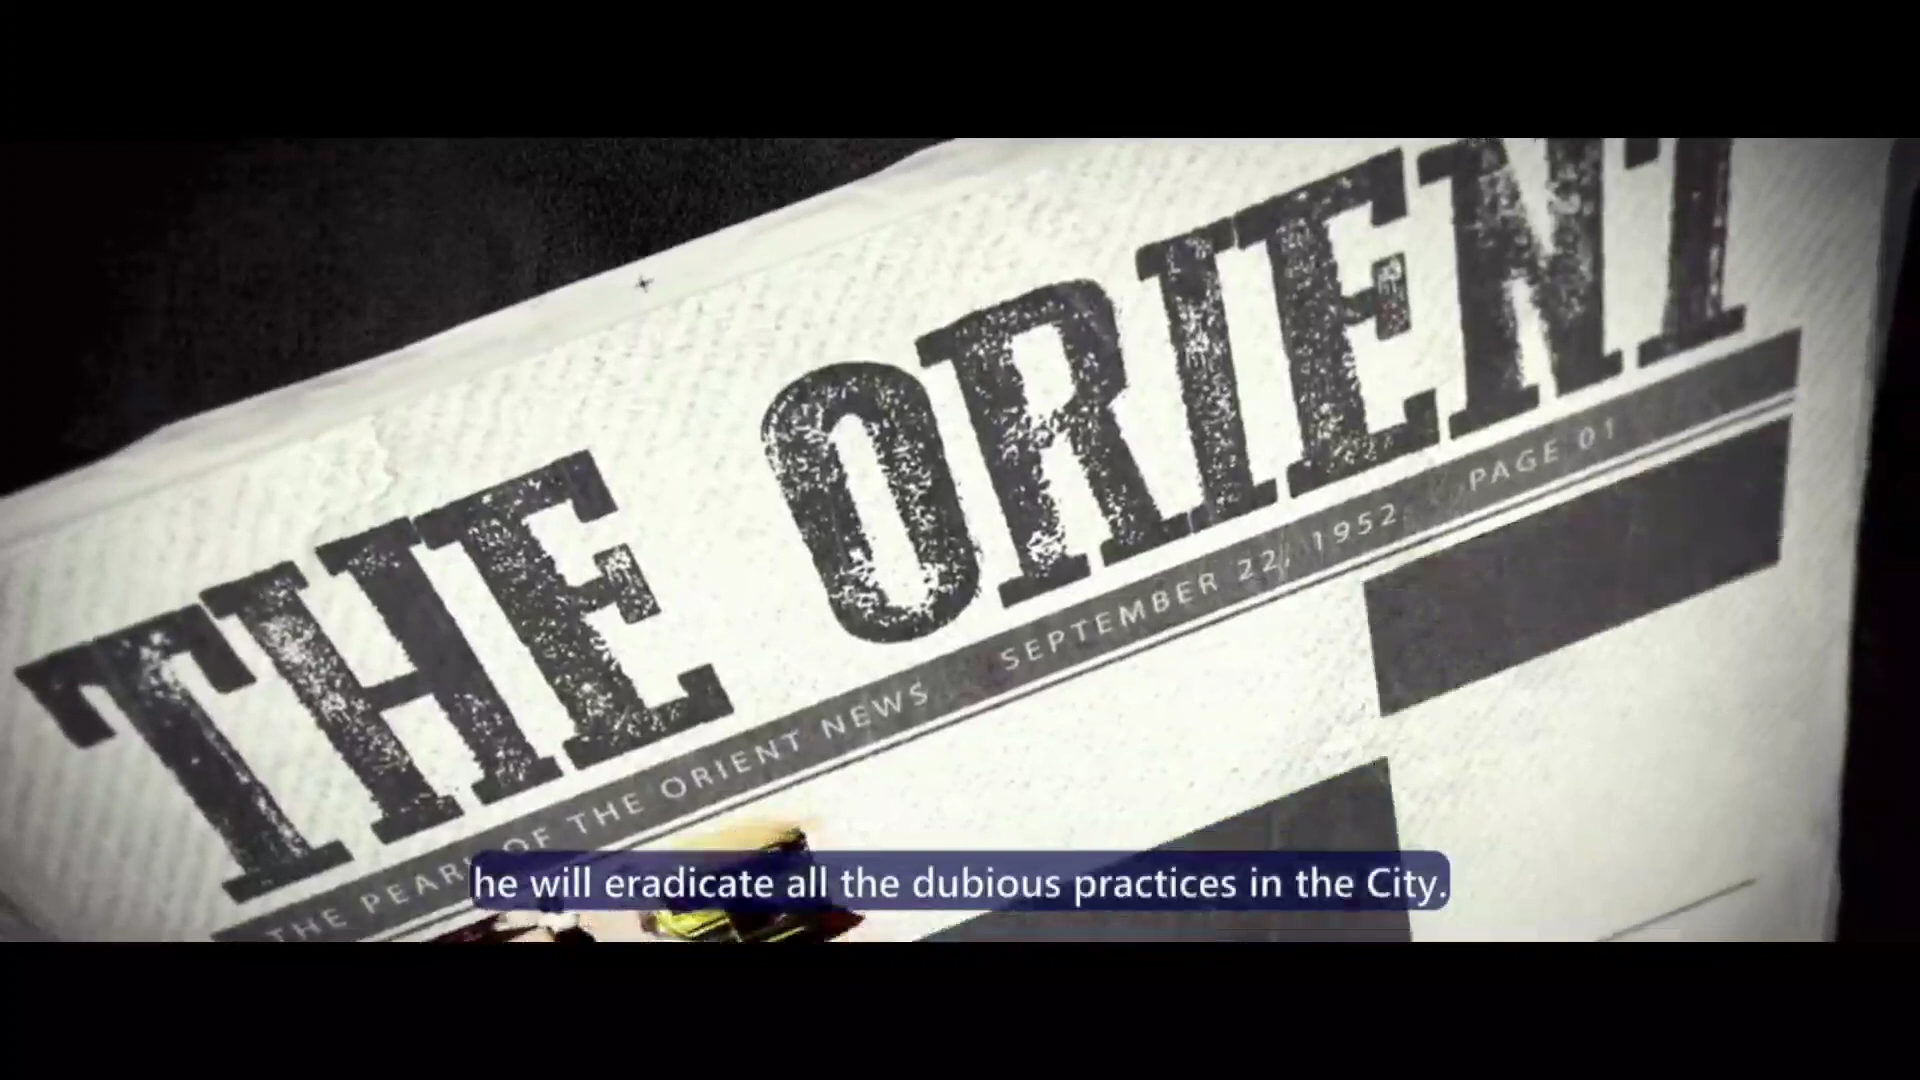 THE ORIENT
THE PEARL OF THE ORIENT NEWS SEPTEMBER 22, 1952 PAGE 01
he will eradicate all the dubious practices in the City.